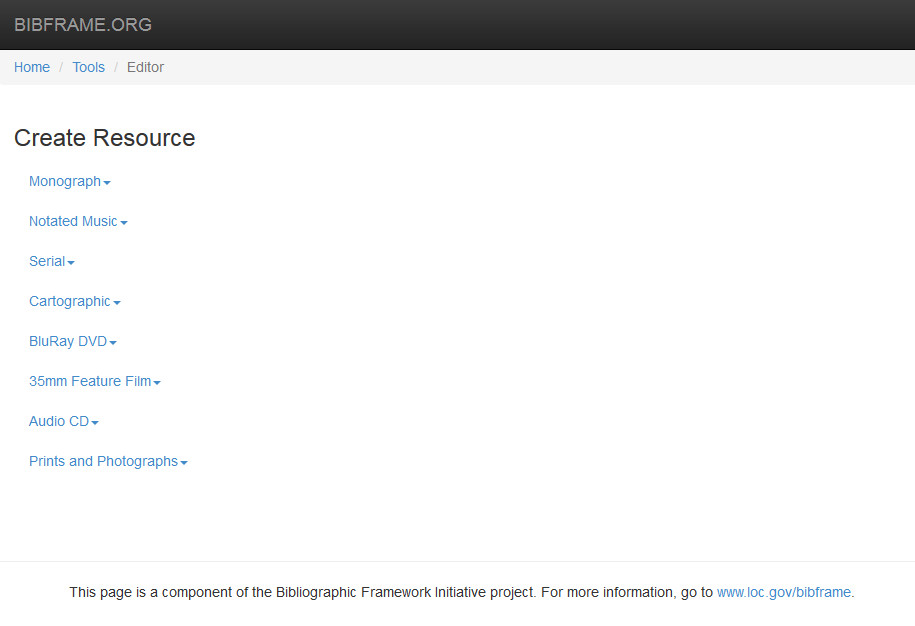 BIBFRAME.ORG
Home / Tools / Editor
Create Resource
Monograph
Notated Music
Serial
Cartographic
BluRay DVD
35mm Feature Film
Audio CD
Prints and Photographs
This page is a component of the Bibliographic Framework Initiative project. For more information, go to www.loc.gov/bibframe.